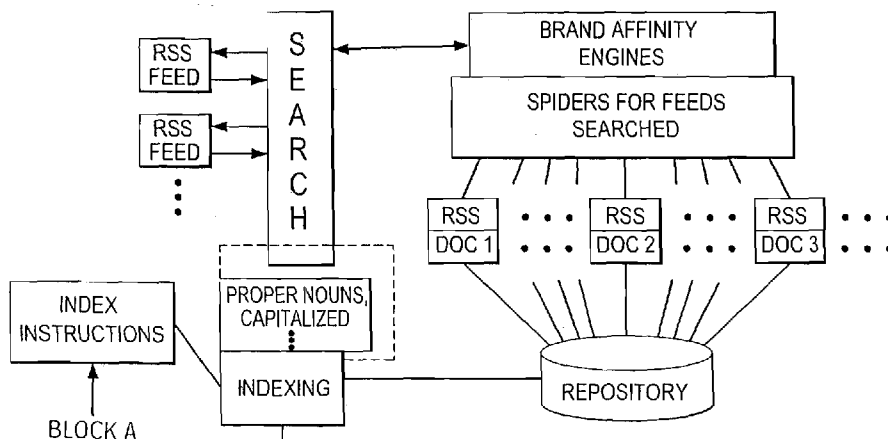 RSS
FEED
RSS
FEED
SEARCH
BRAND AFFINITY
ENGINES
SPIDERS FOR FEEDS
SEARCHED
RSS
DOC 1
RSS
DOC 2
RSS
DOC 3
PROPER NOUNS,
CAPITALIZED
INDEX
INSTRUCTIONS
INDEXING
REPOSITORY
BLOCK A